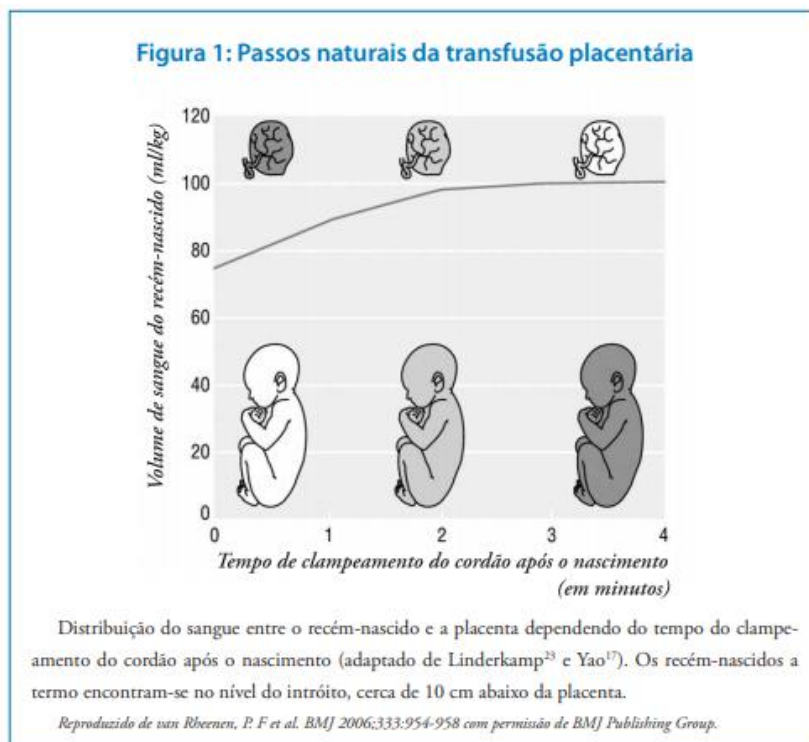 Figura 1: Passos naturais da transfusão placentária
Volume de sangue do recém-nascido (ml/kg)
120
100
80
60
40
20
0
0 1 2 3 4
Tempo de clampeamento do cordão após o nascimento
(em minutos)
Distribuição do sangue entre o recém-nascido e a placenta dependendo do tempo do clampe-
amento do cordão após o nascimento (adaptado de Linderkamp²³ e Yao¹⁷). Os recém-nascidos a
termo encontram-se no nível do intróito, cerca de 10 cm abaixo da placenta.
Reproduzido de van Rheenen, P. F et al. BMJ 2006;333:954-958 com permissão de BMJ Publishing Group.